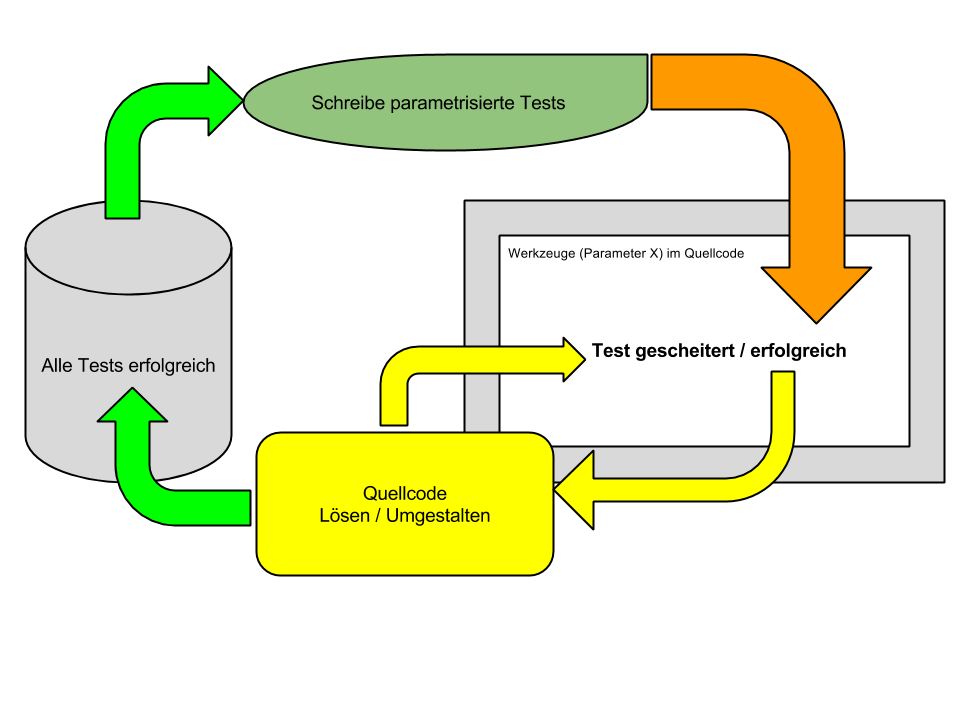 Schreibe parametrisierte Tests
Werkzeuge (Parameter X) im Quellcode
Test gescheitert / erfolgreich
Alle Tests erfolgreich
Quellcode
Lösen / Umgestalten